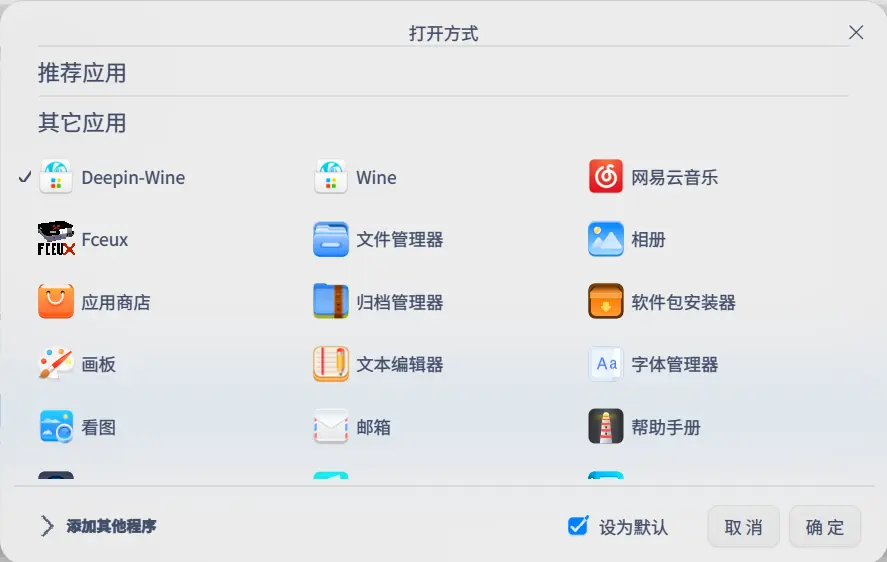 打开方式
推荐应用
其它应用
Deepin-Wine Wine 网易云音乐
FCEUX Fceux 文件管理器 相册
应用商店 归档管理器 软件包安装器
画板 文本编辑器 Aa 字体管理器
看图 邮箱 帮助手册
添加其他程序 设为默认 取消 确定